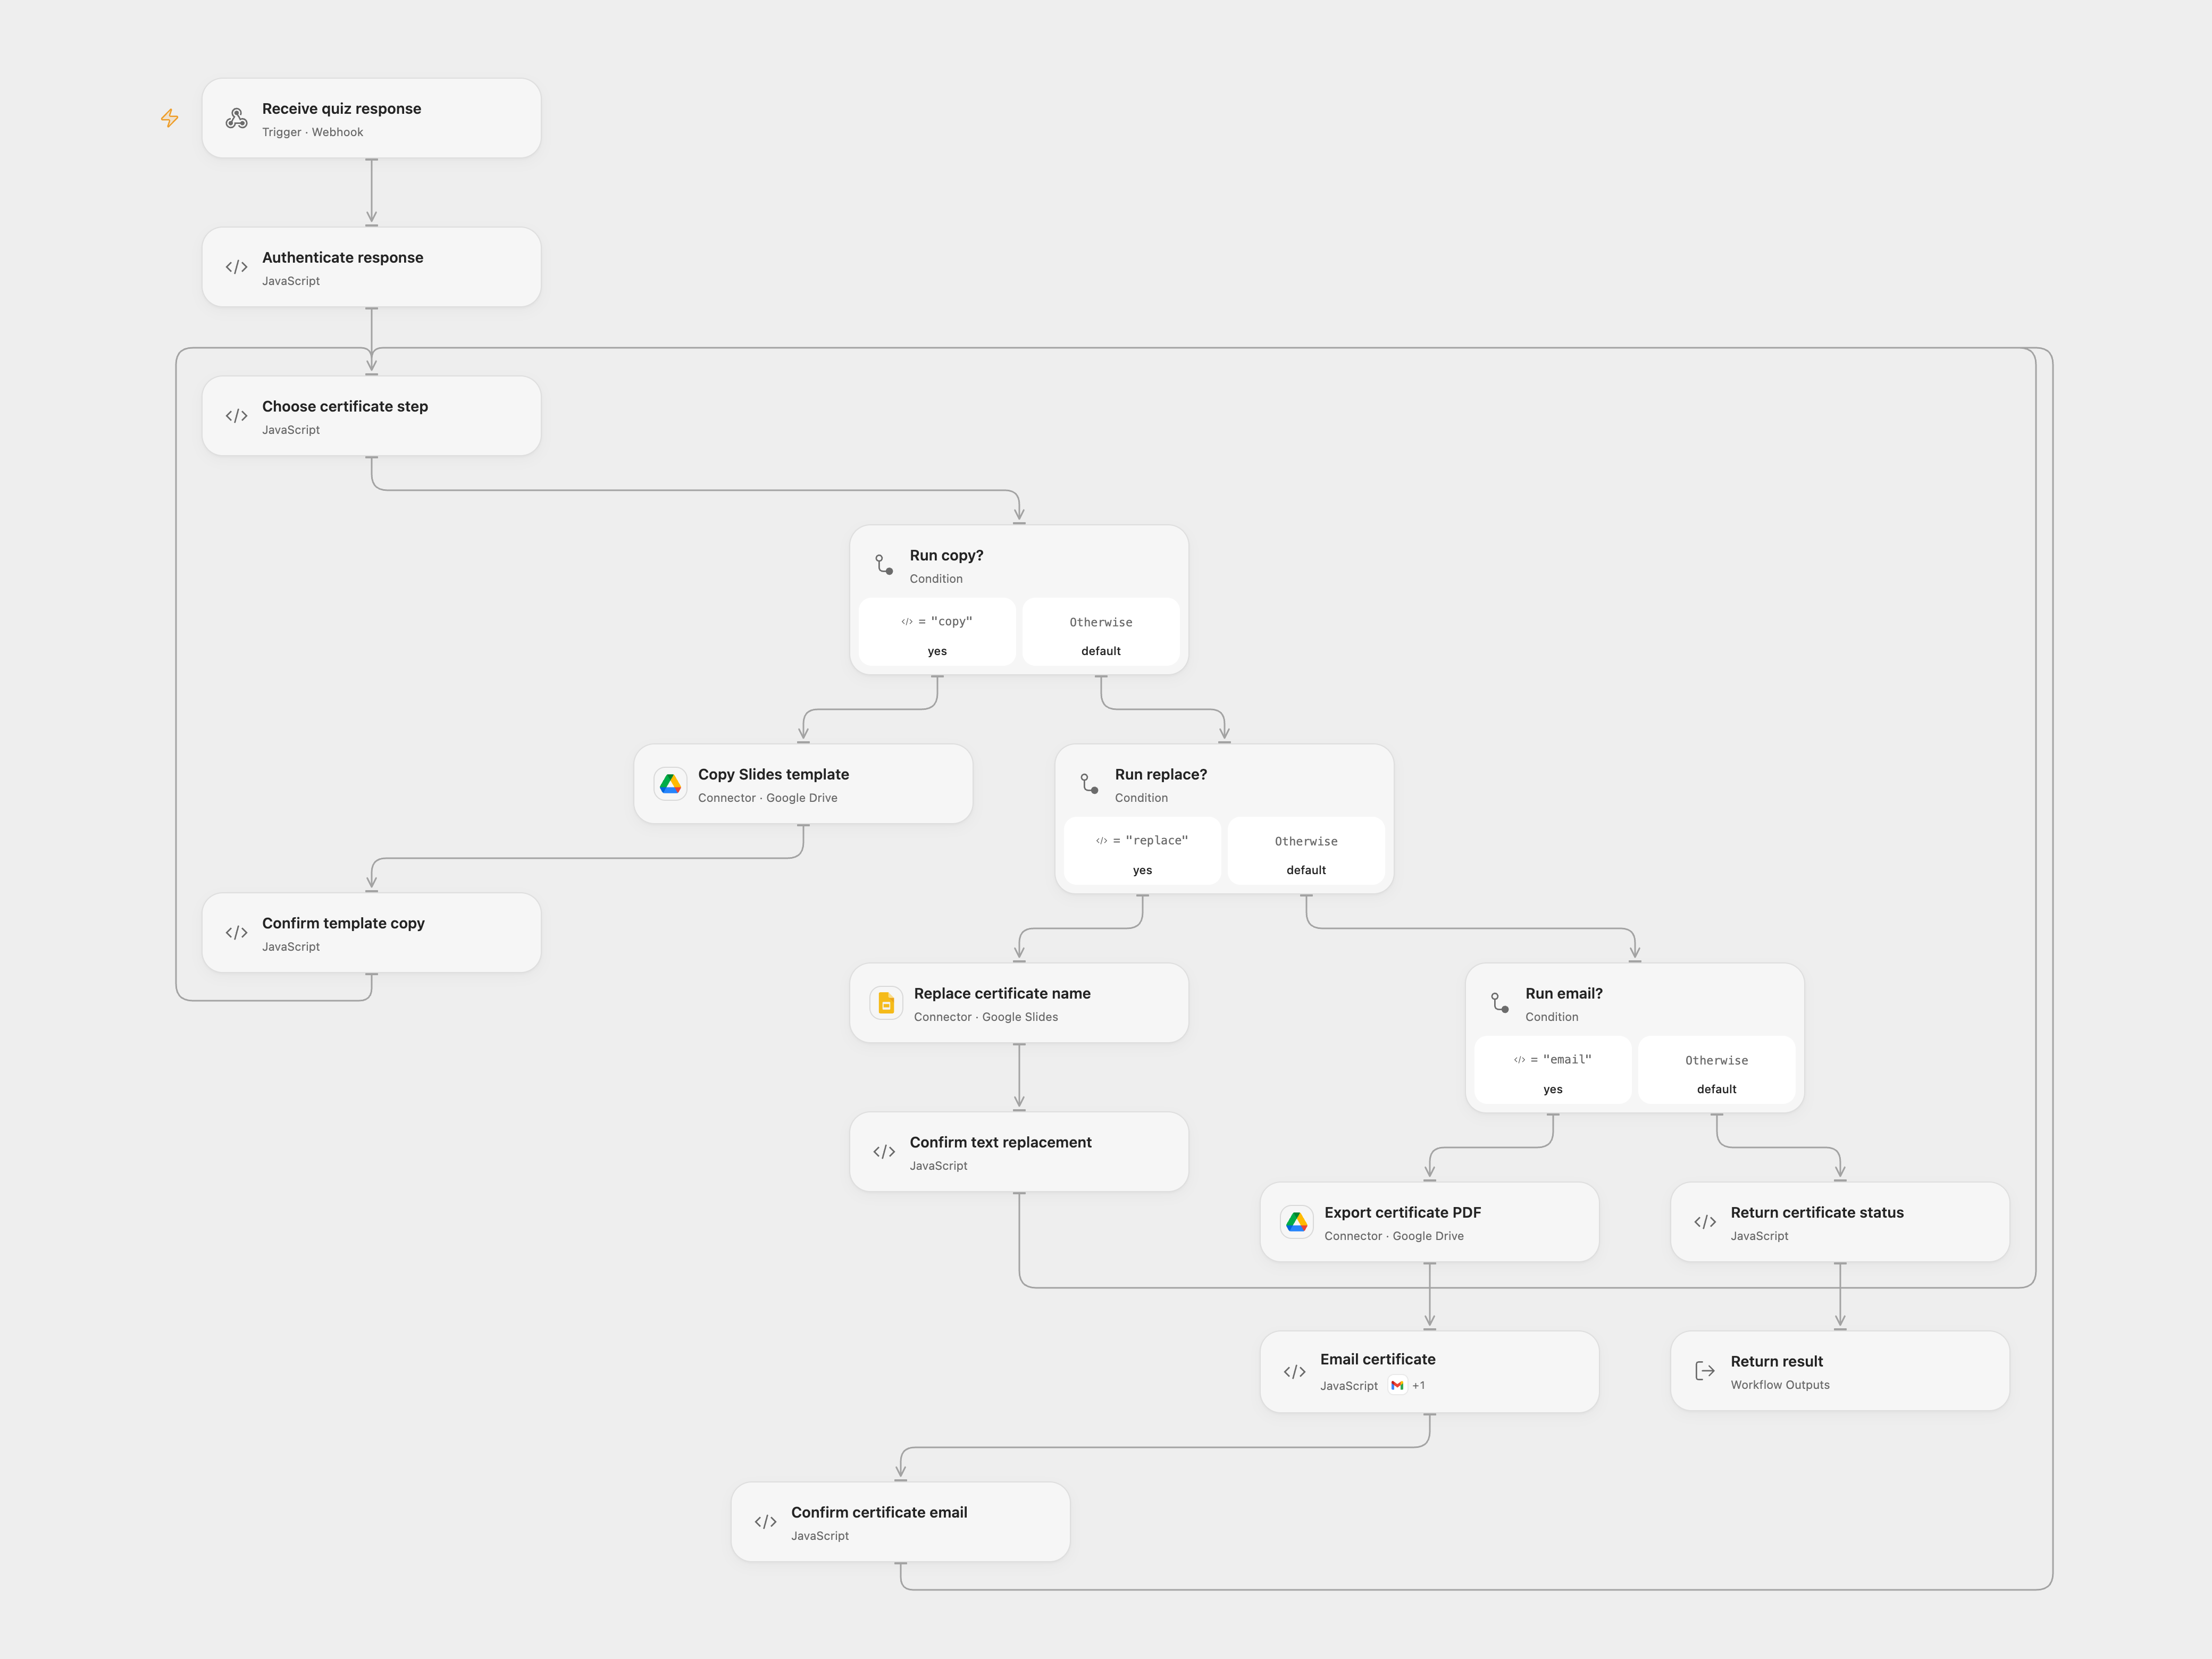 Receive quiz response
Trigger · Webhook
Authenticate response
JavaScript
Choose certificate step
JavaScript
Run copy?
Condition
</> = "copy"
yes
Otherwise
default
Copy Slides template
Connector · Google Drive
Run replace?
Condition
</> = "replace"
yes
Otherwise
default
Confirm template copy
JavaScript
Replace certificate name
Connector · Google Slides
Run email?
Condition
</> = "email"
yes
Otherwise
default
Confirm text replacement
JavaScript
Export certificate PDF
Connector · Google Drive
Return certificate status
JavaScript
Email certificate
JavaScript +1
Return result
Workflow Outputs
Confirm certificate email
JavaScript